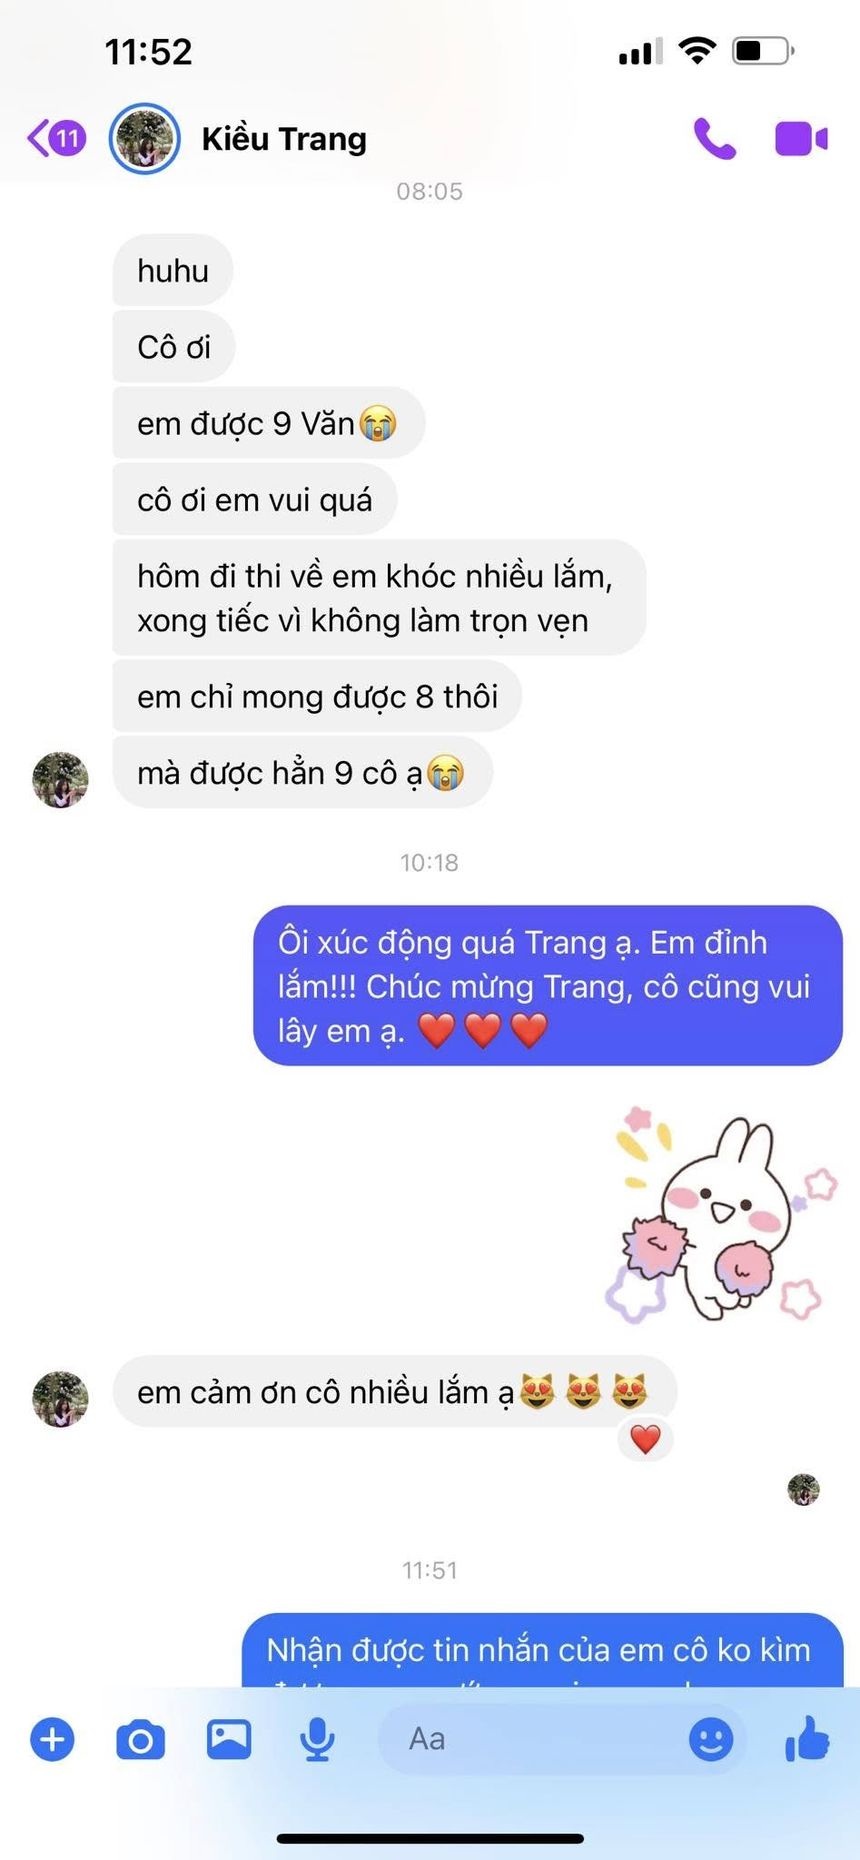 11:52
11
Kiều Trang
08:05
huhu
Cô ơi
em được 9 Văn😭
cô ơi em vui quá
hôm đi thi về em khóc nhiều lắm,
xong tiếc vì không làm trọn vẹn
em chỉ mong được 8 thôi
mà được hẳn 9 cô ạ😭
10:18
Ôi xúc động quá Trang ạ. Em đỉnh
lắm!!! Chúc mừng Trang, cô cũng vui
lây em ạ. ❤️❤️❤️
em cảm ơn cô nhiều lắm ạ😻😻😻
11:51
Nhận được tin nhắn của em cô ko kìm
Aa